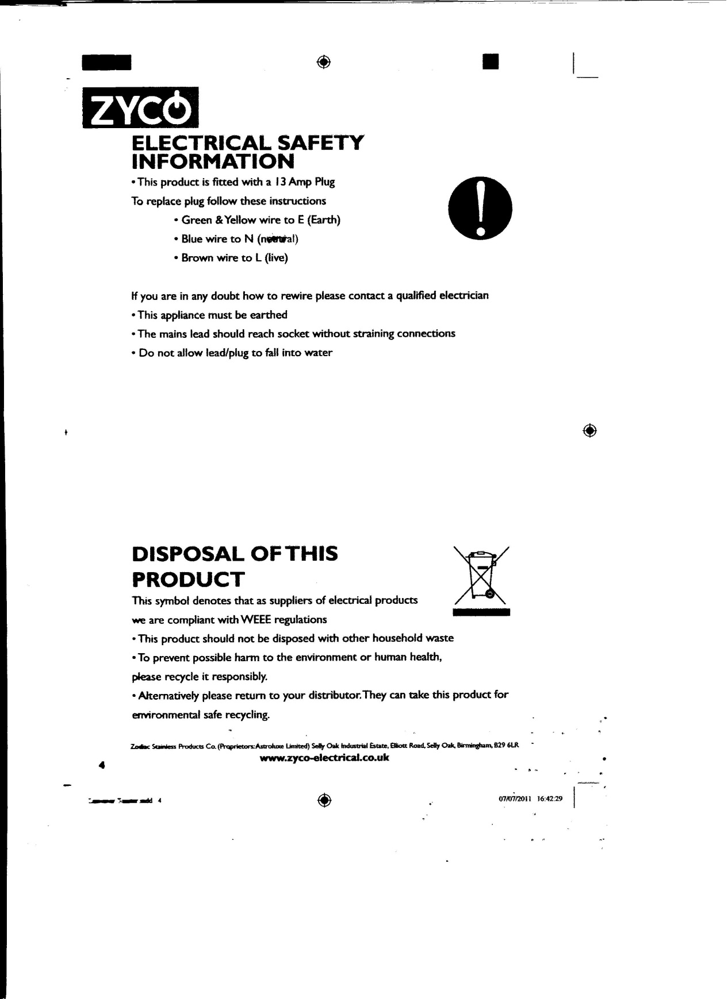 ZYCO
ELECTRICAL SAFETY
INFORMATION
• This product is fitted with a 13 Amp Plug
To replace plug follow these instructions
• Green & Yellow wire to E (Earth)
• Blue wire to N (neutral)
• Brown wire to L (live)
If you are in any doubt how to rewire please contact a qualified electrician
• This appliance must be earthed
• The mains lead should reach socket without straining connections
• Do not allow lead/plug to fall into water
DISPOSAL OF THIS
PRODUCT
This symbol denotes that as suppliers of electrical products
we are compliant with WEEE regulations
• This product should not be disposed with other household waste
• To prevent possible harm to the environment or human health,
please recycle it responsibly.
• Alternatively please return to your distributor. They can take this product for
environmental safe recycling.
Zodiac Stainless Products Co. (Proprietors: Astroluxe Limited) Selly Oak Industrial Estate, Elliott Road, Selly Oak, Birmingham, B29 6LR
www.zyco-electrical.co.uk
4
4
07/07/2011 16:42:29